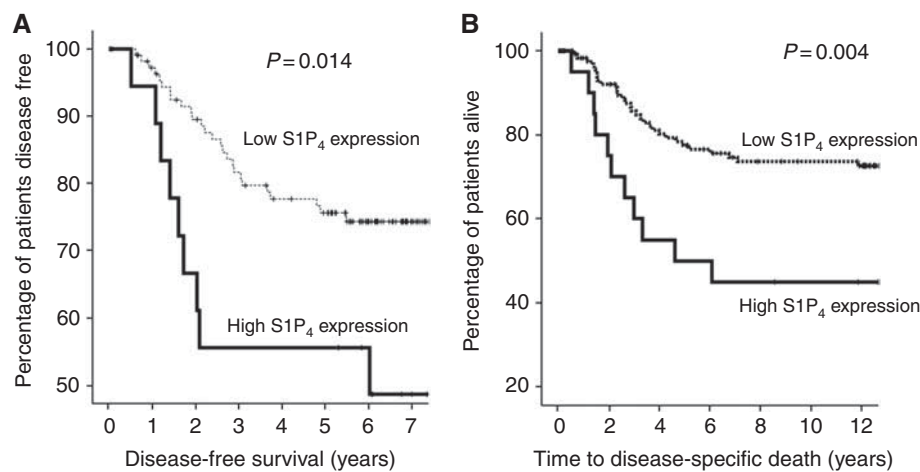 A
P = 0.014
Low S1P₄ expression
High S1P₄ expression
Percentage of patients disease free
100
90
80
70
60
50
0 1 2 3 4 5 6 7
Disease-free survival (years)
B
P = 0.004
Low S1P₄ expression
High S1P₄ expression
Percentage of patients alive
100
80
60
40
20
0 2 4 6 8 10 12
Time to disease-specific death (years)